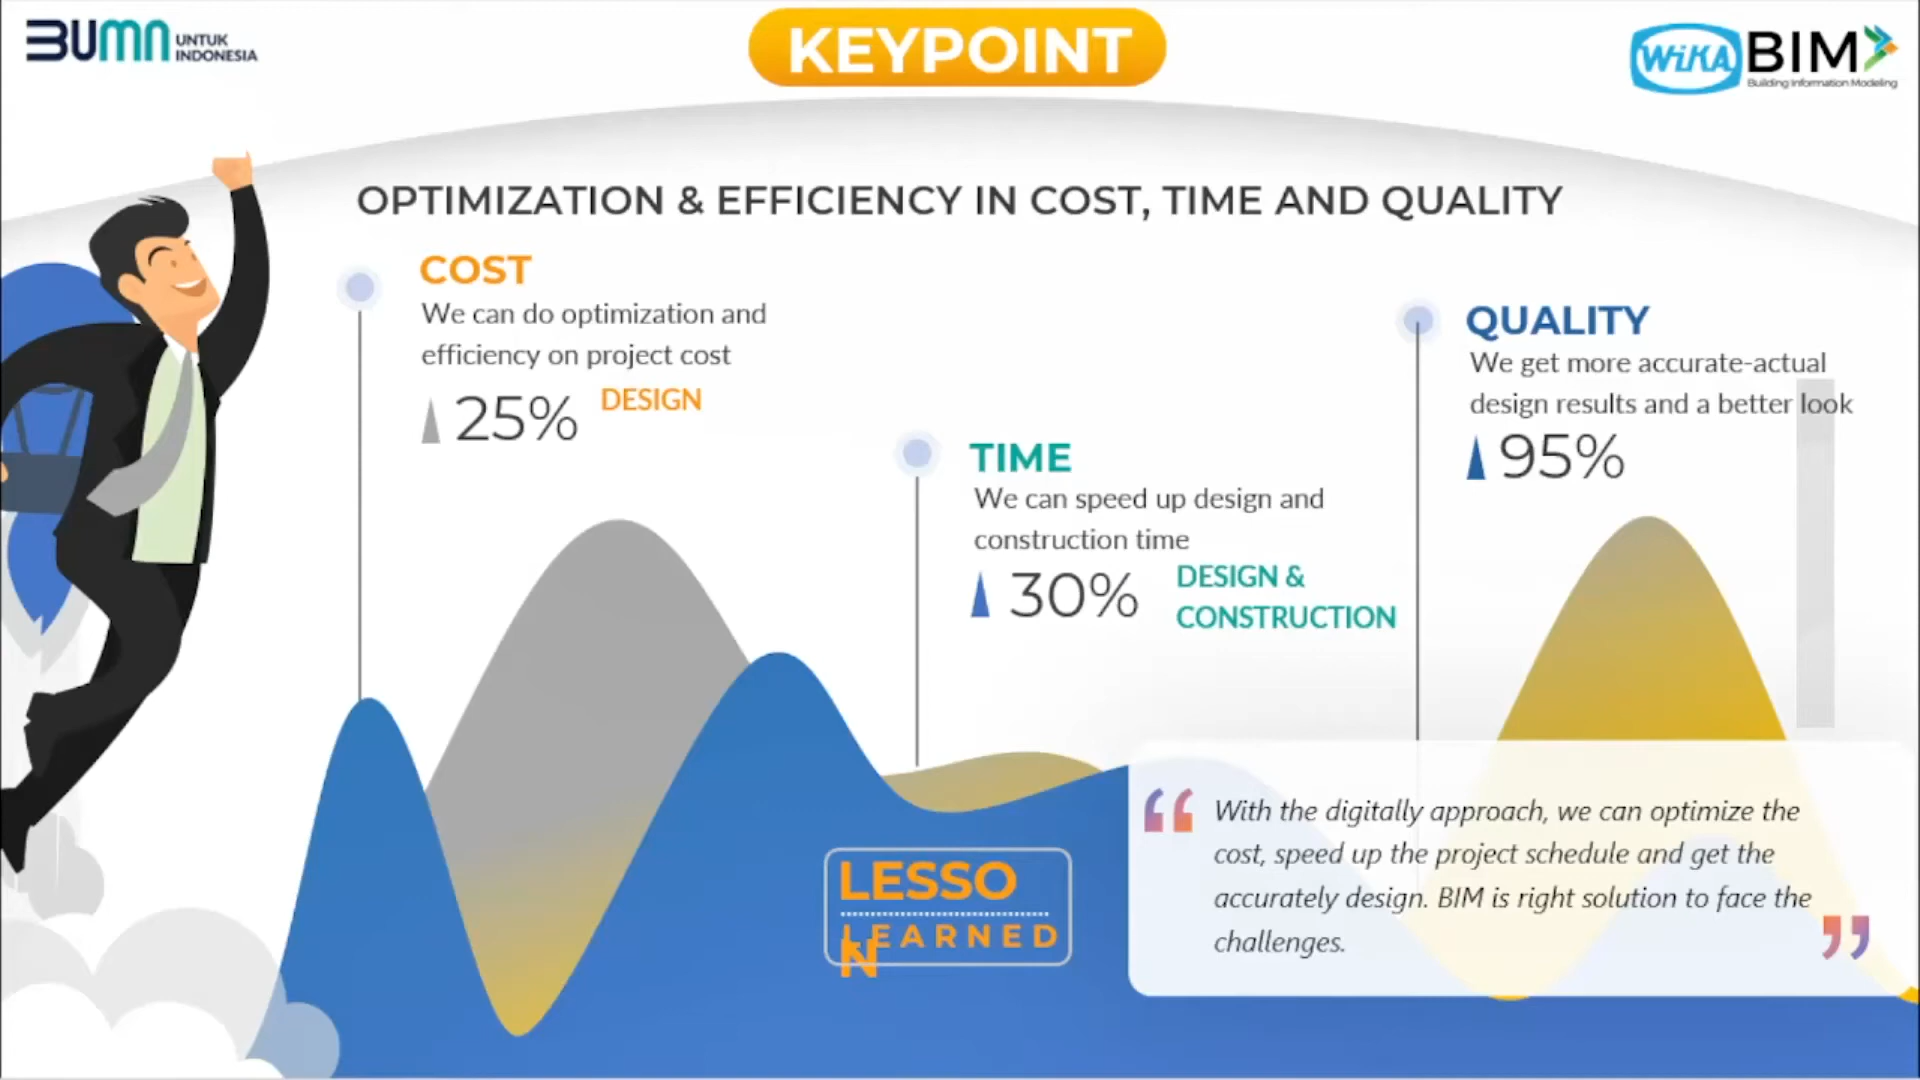 BUMN UNTUK
INDONESIA
KEYPOINT
WIKA BIM
Building Information Modeling
OPTIMIZATION & EFFICIENCY IN COST, TIME AND QUALITY
COST
We can do optimization and
efficiency on project cost
25% DESIGN
TIME
We can speed up design and
construction time
30% DESIGN &
CONSTRUCTION
QUALITY
We get more accurate-actual
design results and a better look
95%
LESSO
N
LEARNED
“ With the digitally approach, we can optimize the
cost, speed up the project schedule and get the
accurately design. BIM is right solution to face the
challenges. ”